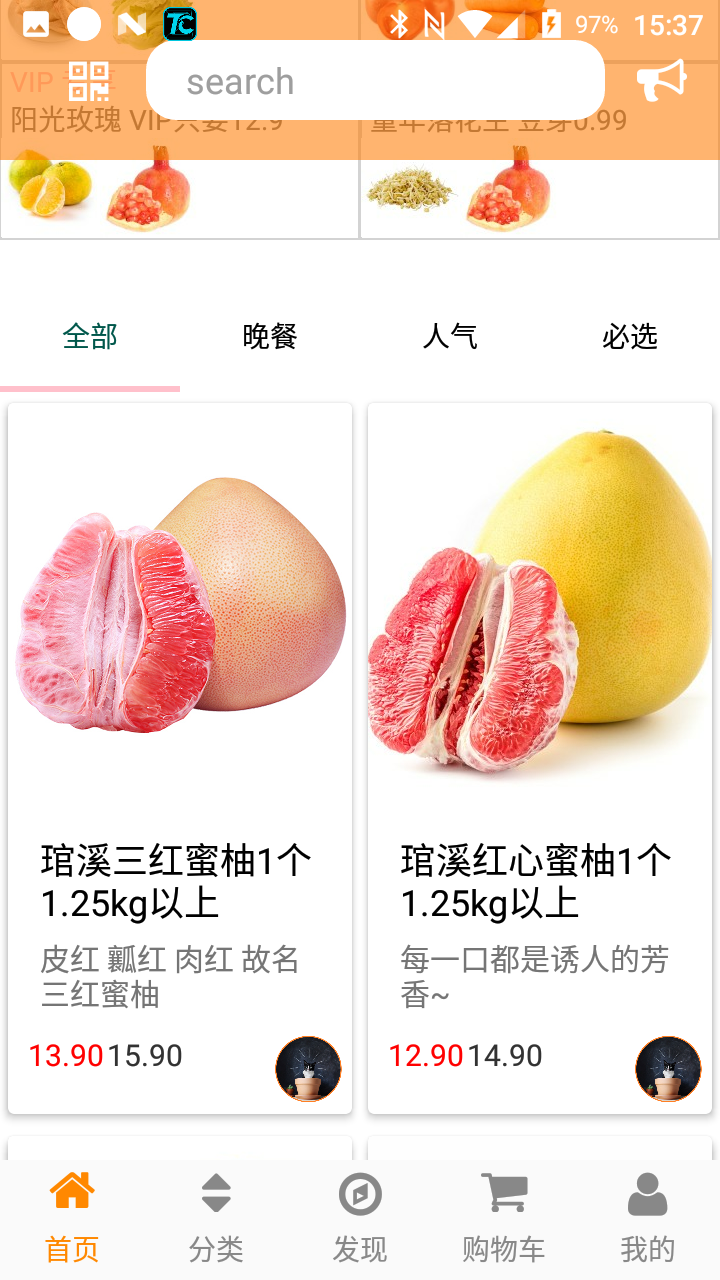 97% 15:37
VIP
search
阳光玫瑰 VIP只要12.9
童年落花生 豆芽0.99
全部 晚餐 人气 必选
琯溪三红蜜柚1个
1.25kg以上
皮红 瓤红 肉红 故名
三红蜜柚
13.90 15.90
琯溪红心蜜柚1个
1.25kg以上
每一口都是诱人的芳
香~
12.90 14.90
首页 分类 发现 购物车 我的